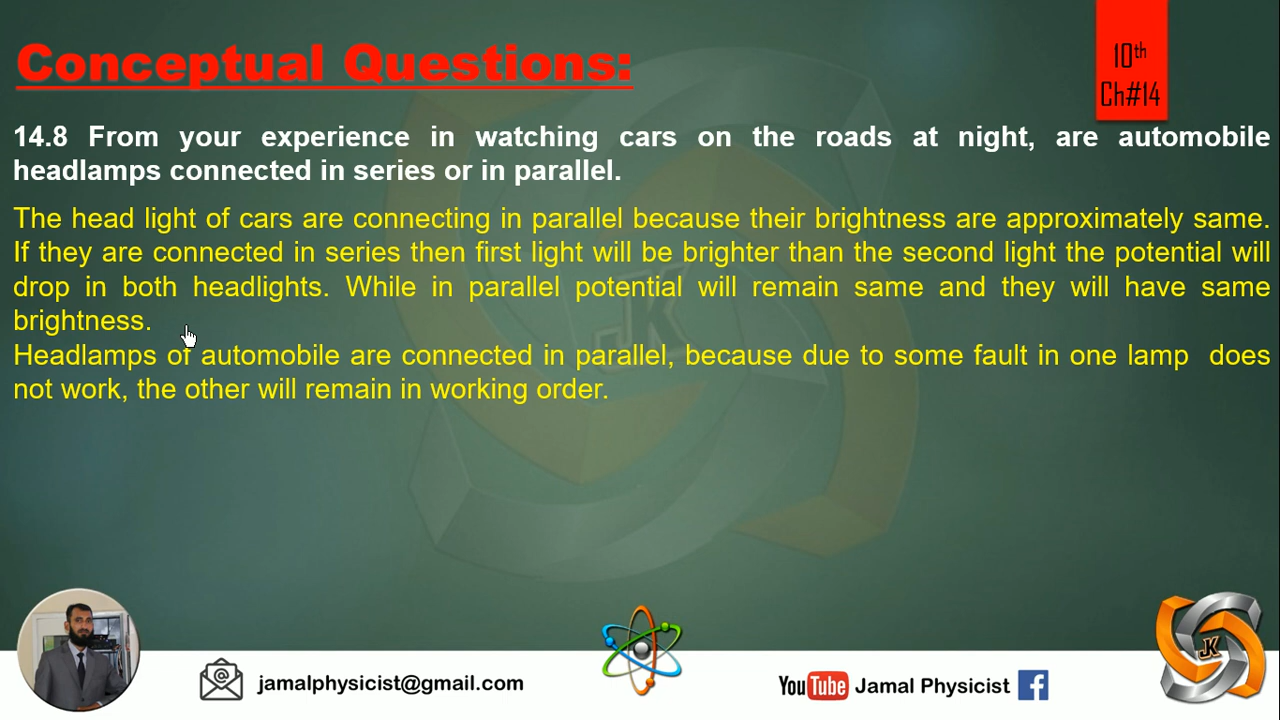 Conceptual Questions:
10th
Ch#14
14.8 From your experience in watching cars on the roads at night, are automobile
headlamps connected in series or in parallel.
The head light of cars are connecting in parallel because their brightness are approximately same.
If they are connected in series then first light will be brighter than the second light the potential will
drop in both headlights. While in parallel potential will remain same and they will have same
brightness.
Headlamps of automobile are connected in parallel, because due to some fault in one lamp does
not work, the other will remain in working order.
JK
jamalphysicist@gmail.com
YouTube Jamal Physicist f
JK